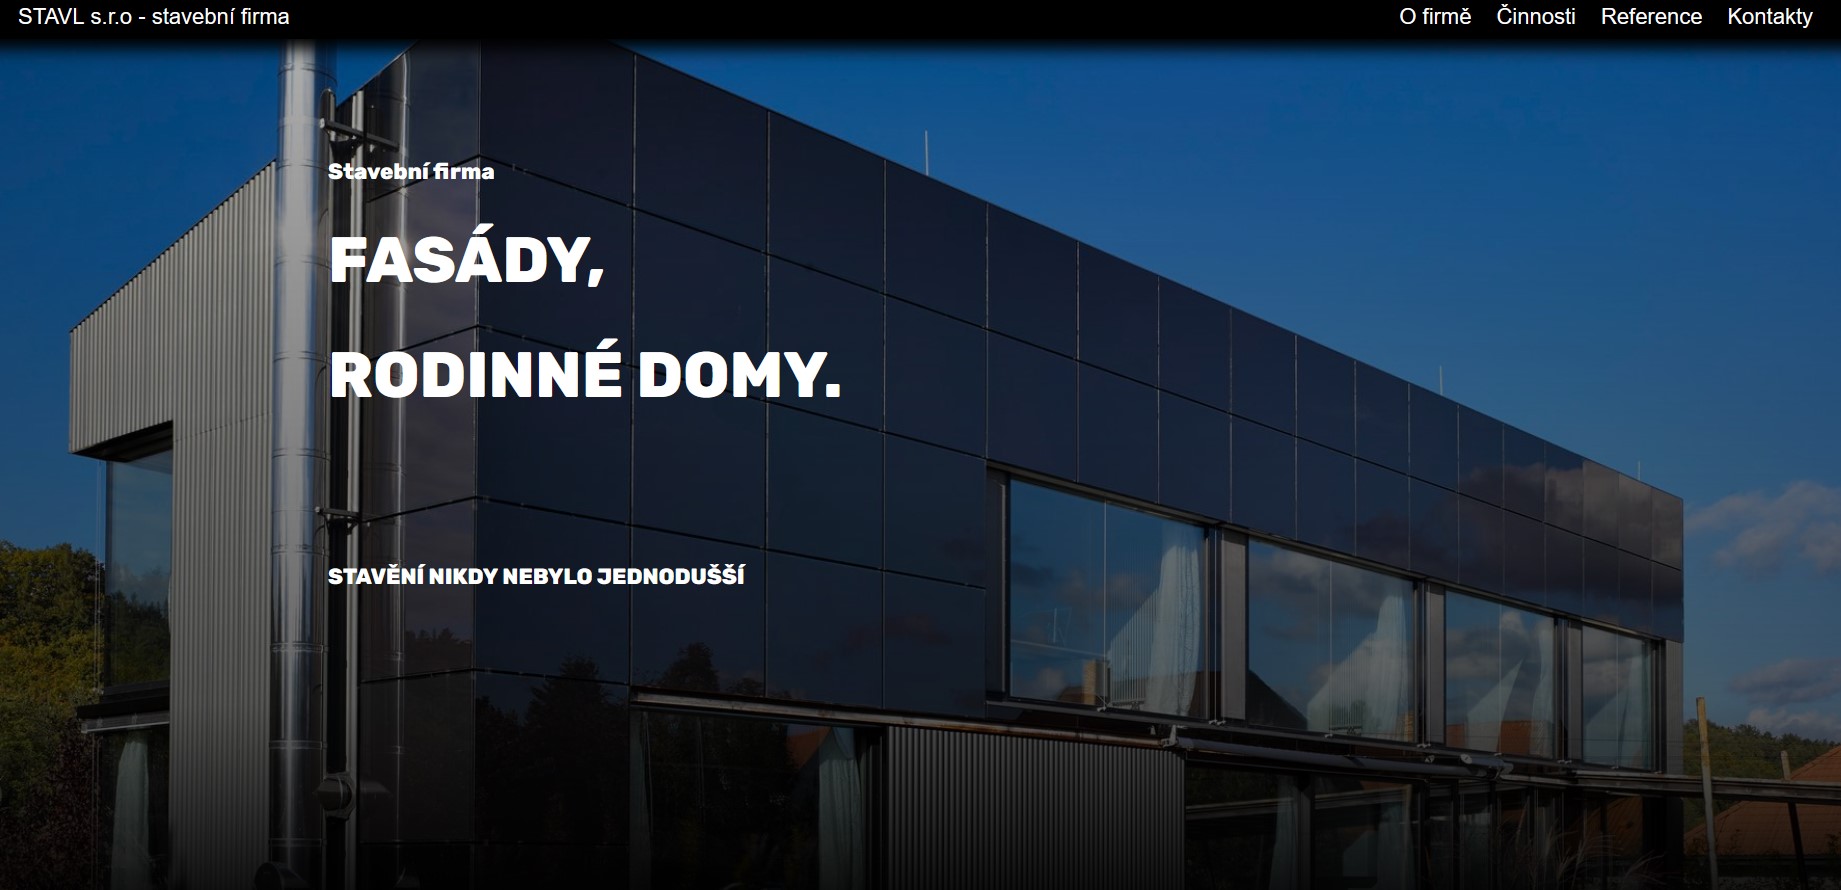 STAVL s.r.o - stavební firma
O firmě Činnosti Reference Kontakty
Stavební firma
FASÁDY,
RODINNÉ DOMY.
STAVĚNÍ NIKDY NEBYLO JEDNODUŠŠÍ